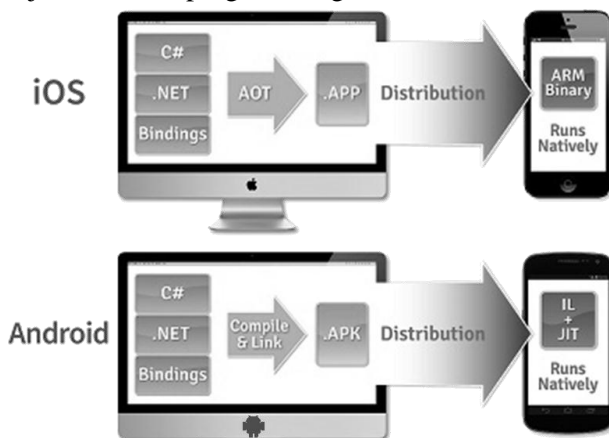 iOS
C#
.NET
Bindings
AOT
.APP
Distribution
ARM
Binary
Runs
Natively
Android
C#
.NET
Bindings
Compile
& Link
.APK
Distribution
IL
+
JIT
Runs
Natively